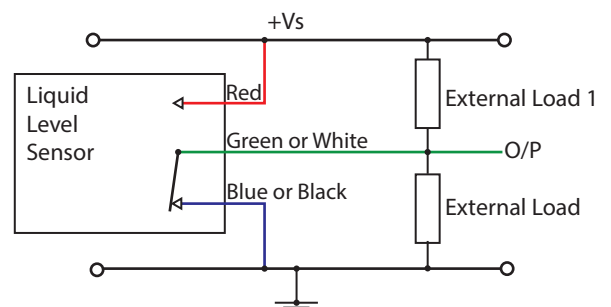 +Vs
Liquid
Level
Sensor
Red
External Load 1
Green or White
O/P
Blue or Black
External Load